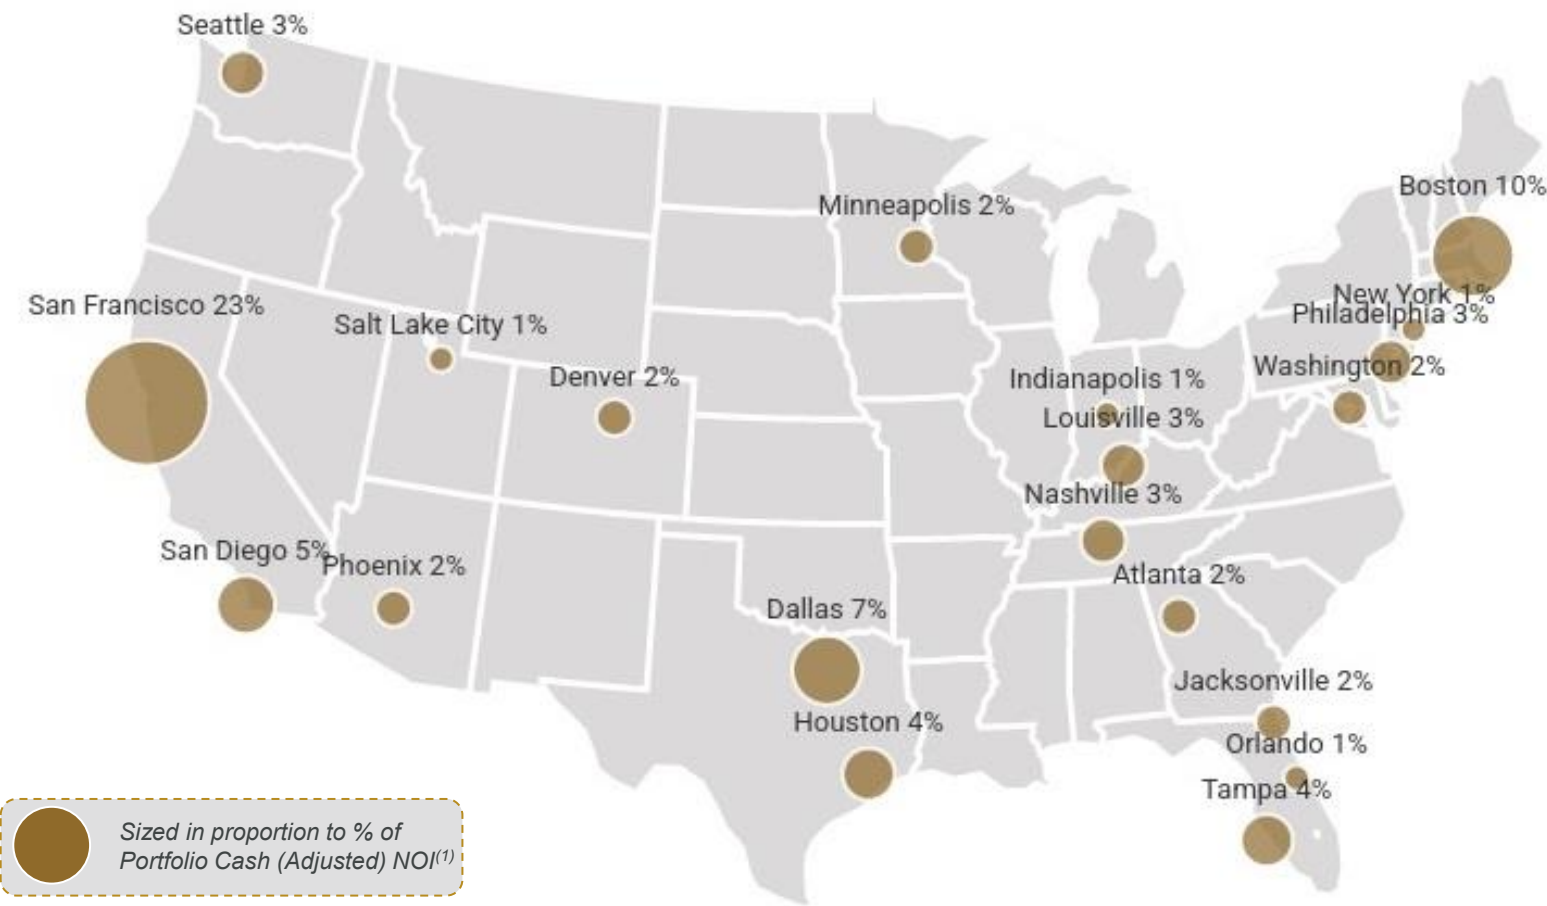 Seattle 3%
Boston 10%
Minneapolis 2%
New York 1%
San Francisco 23%
Philadelphia 3%
Salt Lake City 1%
Washington 2%
Denver 2%
Indianapolis 1%
Louisville 3%
Nashville 3%
San Diego 5%
Phoenix 2%
Atlanta 2%
Dallas 7%
Jacksonville 2%
Houston 4%
Orlando 1%
Tampa 4%
Sized in proportion to % of
Portfolio Cash (Adjusted) NOI(1)